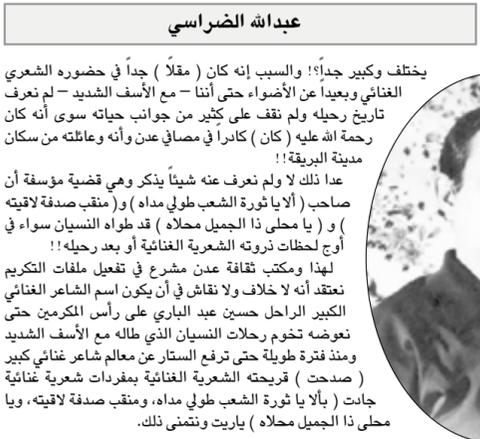 عبدالله الضراسي
يختلف وكبير جداً؟! والسبب إنه كان ( مقلّا ) جداً في حضوره الشعري
الغنائي وبعيداً عن الأضواء حتى أننا – مع الأسف الشديد – لم نعرف
تاريخ رحيله ولم نقف على كثير من جوانب حياته سوى أنه كان
رحمة الله عليه ( كان ) كادراً في مصافي عدن وأنه وعائلته من سكان
مدينة البريقة!!
عدا ذلك لا ولم نعرف عنه شيئاً يذكر وهي قضية مؤسفة أن
صاحب ( ألا يا ثورة الشعب طولي مداه ) و( منقب صدفة لاقيته
) و ( يا محلى ذا الجميل محلاه ) قد طواه النسيان سواء في
أوج لحظات ذروته الشعرية الغنائية أو بعد رحيله!!
لهذا ومكتب ثقافة عدن مشرع في تفعيل ملفات التكريم
نعتقد أنه لا خلاف ولا نقاش في أن يكون اسم الشاعر الغنائي
الكبير الراحل حسين عبد الباري على رأس المكرمين حتى
نعوضه تخوم رحلات النسيان الذي طاله مع الأسف الشديد
ومنذ فترة طويلة حتى ترفع الستار عن معالم شاعر غنائي كبير
( صدحت ) قريحته الشعرية الغنائية بمفردات شعرية غنائية
جادت ( بألا يا ثورة الشعب طولي مداه، ومنقب صدفة لاقيته، ويا
محلى ذا الجميل محلاه ) ياريت ونتمنى ذلك.